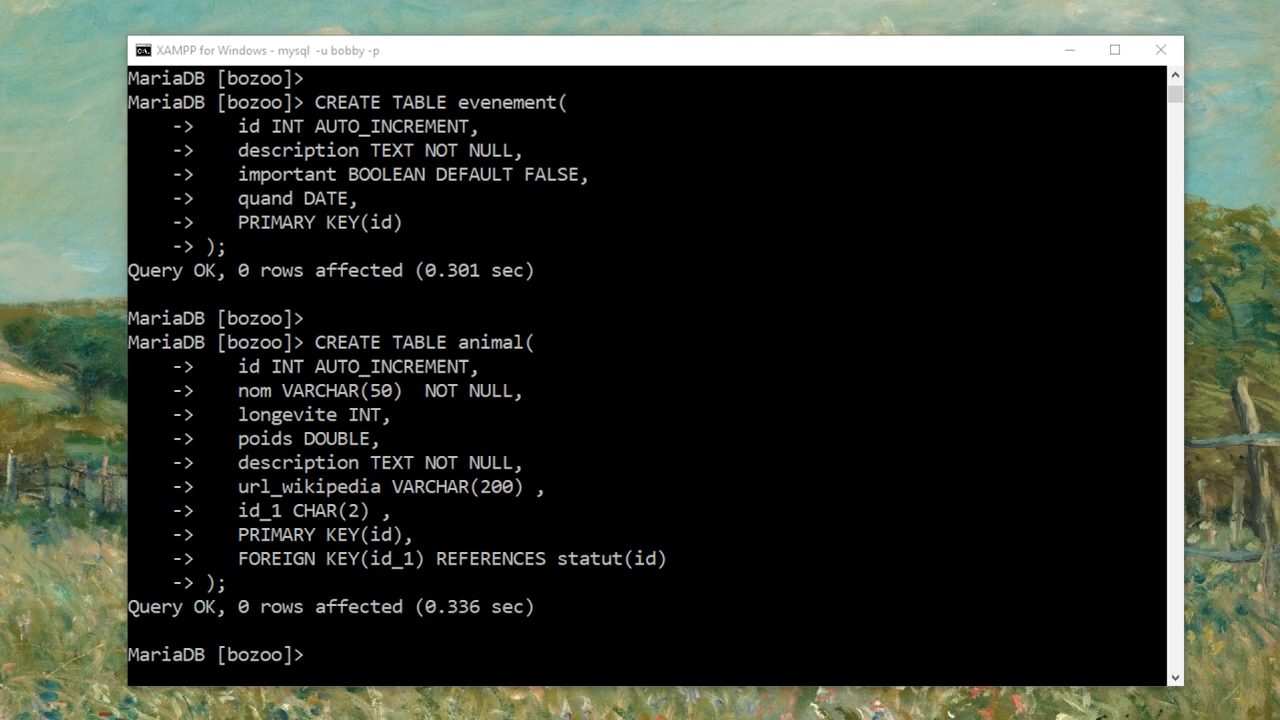 XAMPP for Windows - mysql  -u bobby -p
MariaDB [bozoo]>
MariaDB [bozoo]> CREATE TABLE evenement(
    ->    id INT AUTO_INCREMENT,
    ->    description TEXT NOT NULL,
    ->    important BOOLEAN DEFAULT FALSE,
    ->    quand DATE,
    ->    PRIMARY KEY(id)
    -> );
Query OK, 0 rows affected (0.301 sec)
MariaDB [bozoo]>
MariaDB [bozoo]> CREATE TABLE animal(
    ->    id INT AUTO_INCREMENT,
    ->    nom VARCHAR(50)  NOT NULL,
    ->    longevite INT,
    ->    poids DOUBLE,
    ->    description TEXT NOT NULL,
    ->    url_wikipedia VARCHAR(200) ,
    ->    id_1 CHAR(2) ,
    ->    PRIMARY KEY(id),
    ->    FOREIGN KEY(id_1) REFERENCES statut(id)
    -> );
Query OK, 0 rows affected (0.336 sec)
MariaDB [bozoo]>